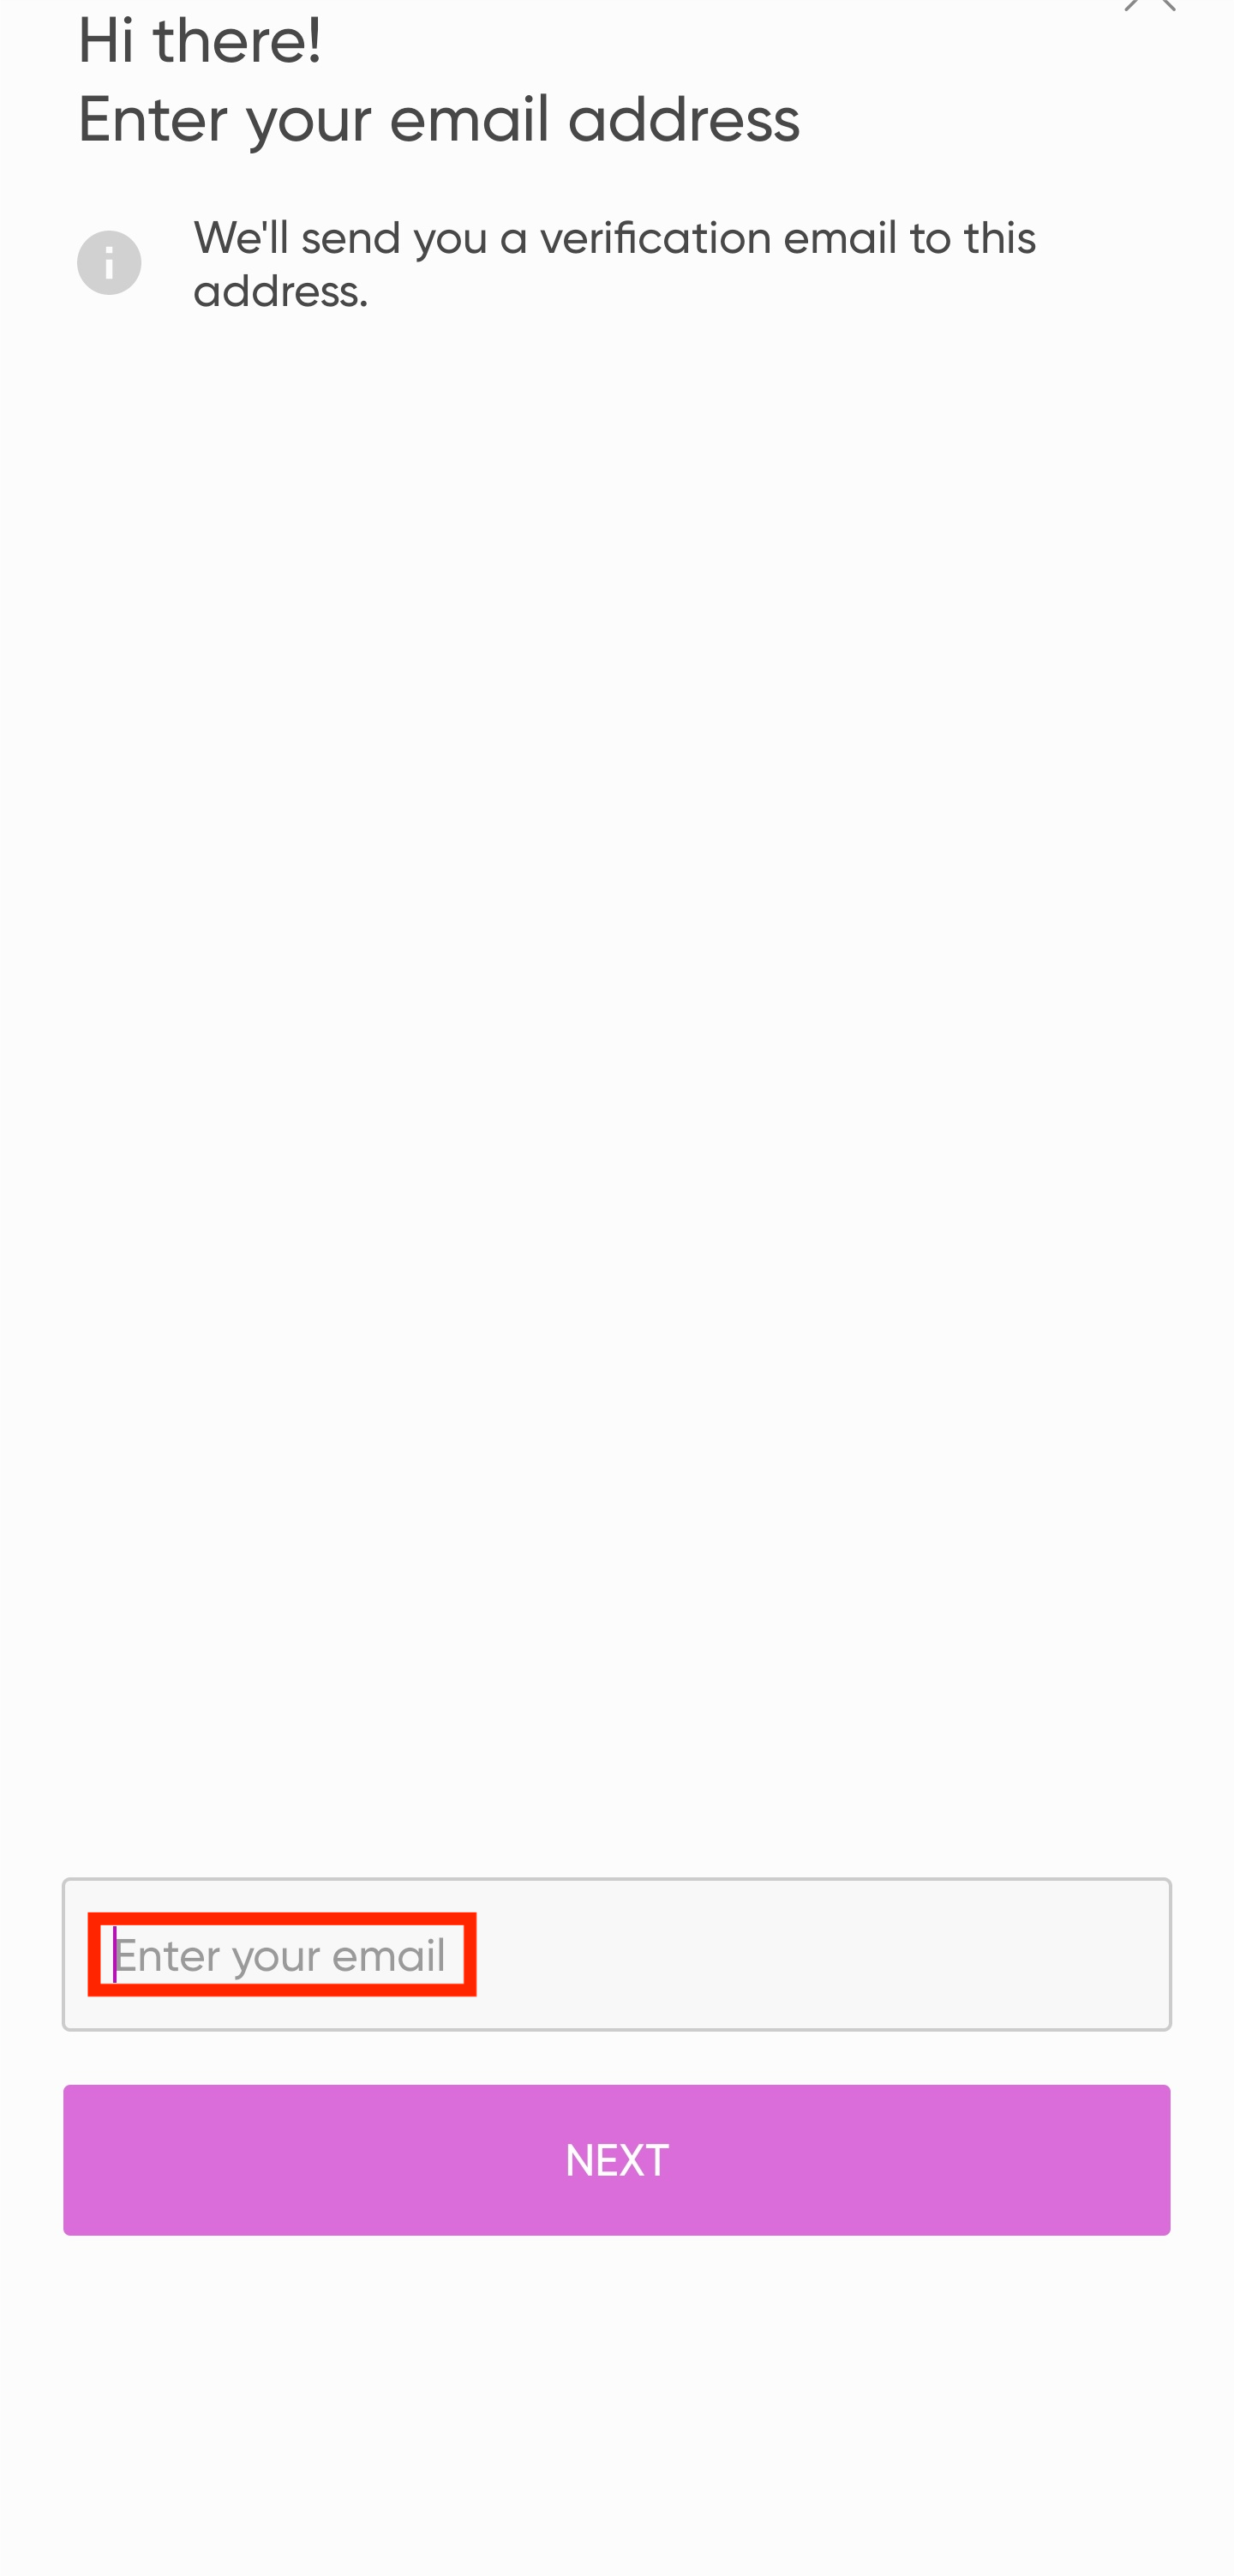 Hi there!
Enter your email address
We'll send you a verification email to this
address.
Enter your email
NEXT